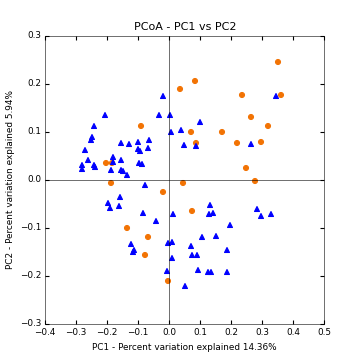 PCoA - PC1 vs PC2
PC2 - Percent variation explained 5.94%
0.3
0.2
0.1
0.0
−0.1
−0.2
−0.3
−0.4 −0.3 −0.2 −0.1 0.0 0.1 0.2 0.3 0.4 0.5
PC1 - Percent variation explained 14.36%